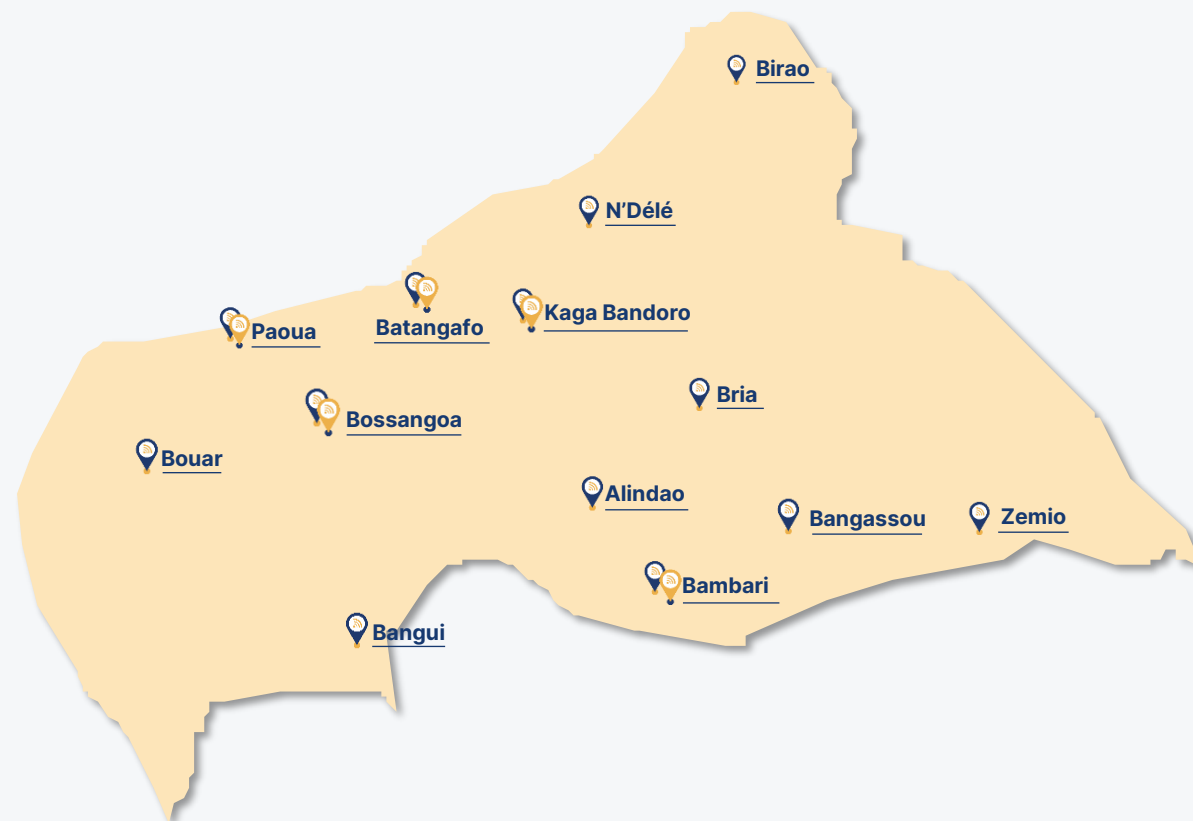 Birao
N'Délé
Kaga Bandoro
Batangafo
Paoua
Bria
Bossangoa
Bouar
Alindao
Bangassou
Zemio
Bambari
Bangui